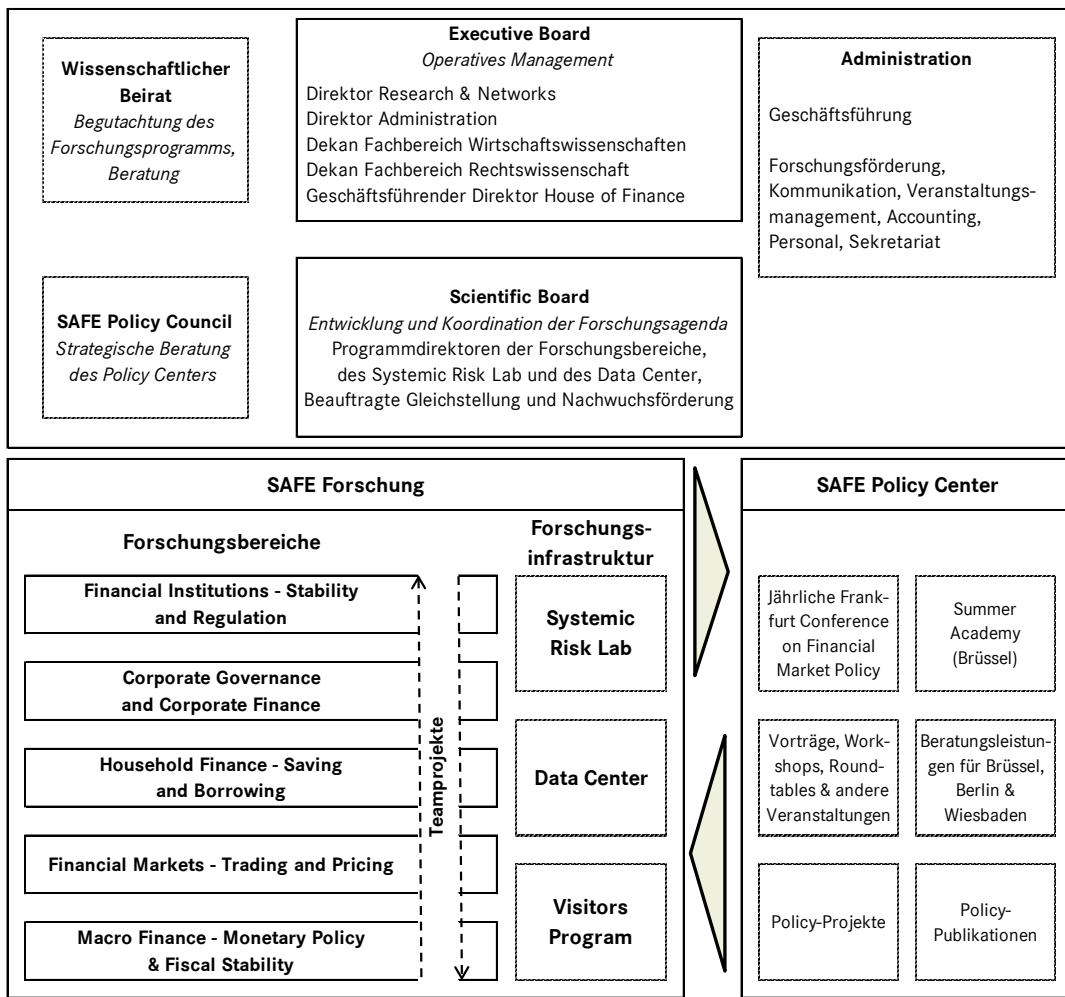 Wissenschaftlicher
Beirat
Begutachtung des
Forschungsprogramms,
Beratung
Executive Board
Operatives Management
Direktor Research & Networks
Direktor Administration
Dekan Fachbereich Wirtschaftswissenschaften
Dekan Fachbereich Rechtswissenschaft
Geschäftsführender Direktor House of Finance
Administration
Geschäftsführung
Forschungsförderung,
Kommunikation, Veranstaltungs-
management, Accounting,
Personal, Sekretariat
SAFE Policy Council
Strategische Beratung
des Policy Centers
Scientific Board
Entwicklung und Koordination der Forschungsagenda
Programmdirektoren der Forschungsbereiche,
des Systemic Risk Lab und des Data Center,
Beauftragte Gleichstellung und Nachwuchsförderung
SAFE Forschung
Forschungsbereiche
Financial Institutions - Stability
and Regulation
Corporate Governance
and Corporate Finance
Household Finance - Saving
and Borrowing
Financial Markets - Trading and Pricing
Macro Finance - Monetary Policy
& Fiscal Stability
Teamprojekte
Forschungs-
infrastruktur
Systemic
Risk Lab
Data Center
Visitors
Program
SAFE Policy Center
Jährliche Frank-
furt Conference
on Financial
Market Policy
Summer
Academy
(Brüssel)
Vorträge, Work-
shops, Round-
tables & andere
Veranstaltungen
Beratungsleistun-
gen für Brüssel,
Berlin &
Wiesbaden
Policy-Projekte
Policy-
Publikationen